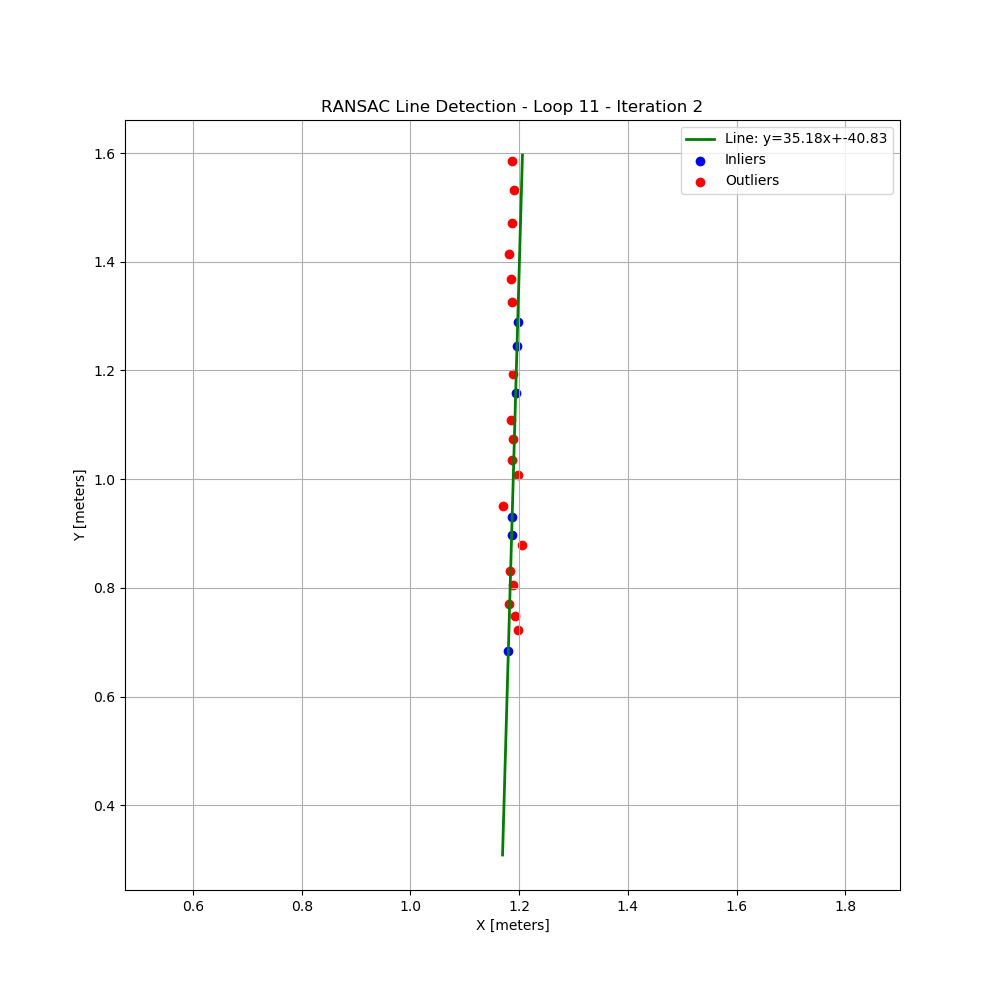 RANSAC Line Detection - Loop 11 - Iteration 2
Line: y=35.18x+-40.83
Inliers
Outliers
1.6
1.4
1.2
1.0
0.8
0.6
0.4
Y [meters]
0.6 0.8 1.0 1.2 1.4 1.6 1.8
X [meters]